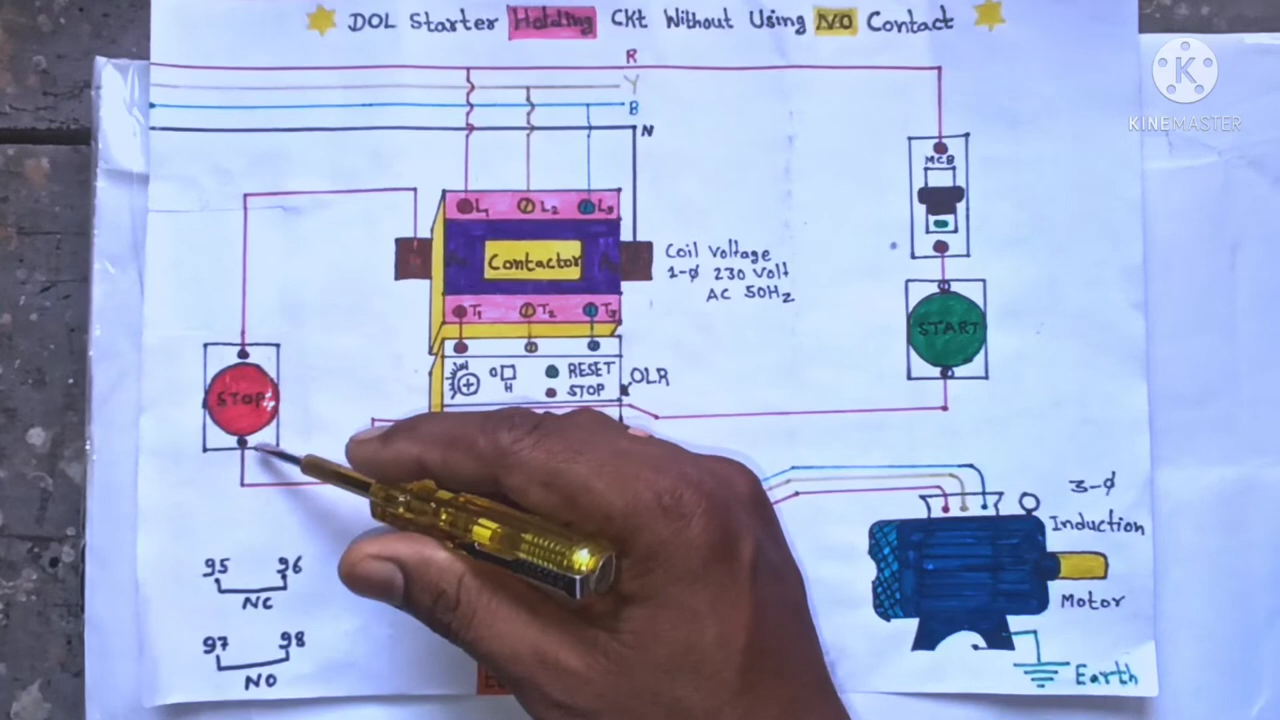 DOL Starter Holding CKt Without Using NO Contact
R
Y
B
N
KINEMASTER
MCB
L1 L2 L3
Contactor
Coil Voltage
1-φ 230 Volt
AC 50Hz
T1 T2 T3
START
RESET
STOP
O
H
OLR
STOP
3-φ
Induction
Motor
95 96
NC
97 98
NO
Earth